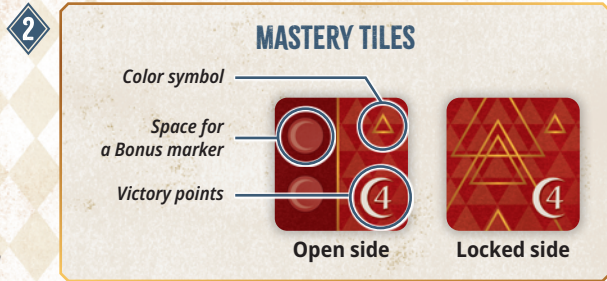 2
MASTERY TILES
Color symbol
Space for
a Bonus marker
Victory points
4
4
Open side
Locked side